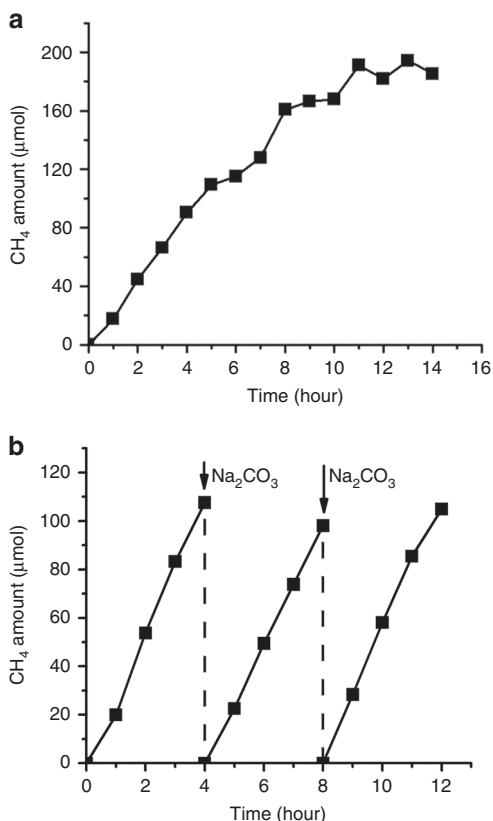 a
200
160
120
80
40
0
CH₄ amount (μmol)
0 2 4 6 8 10 12 14 16
Time (hour)
b
Na₂CO₃ Na₂CO₃
120
100
80
60
40
20
0
CH₄ amount (μmol)
0 2 4 6 8 10 12
Time (hour)